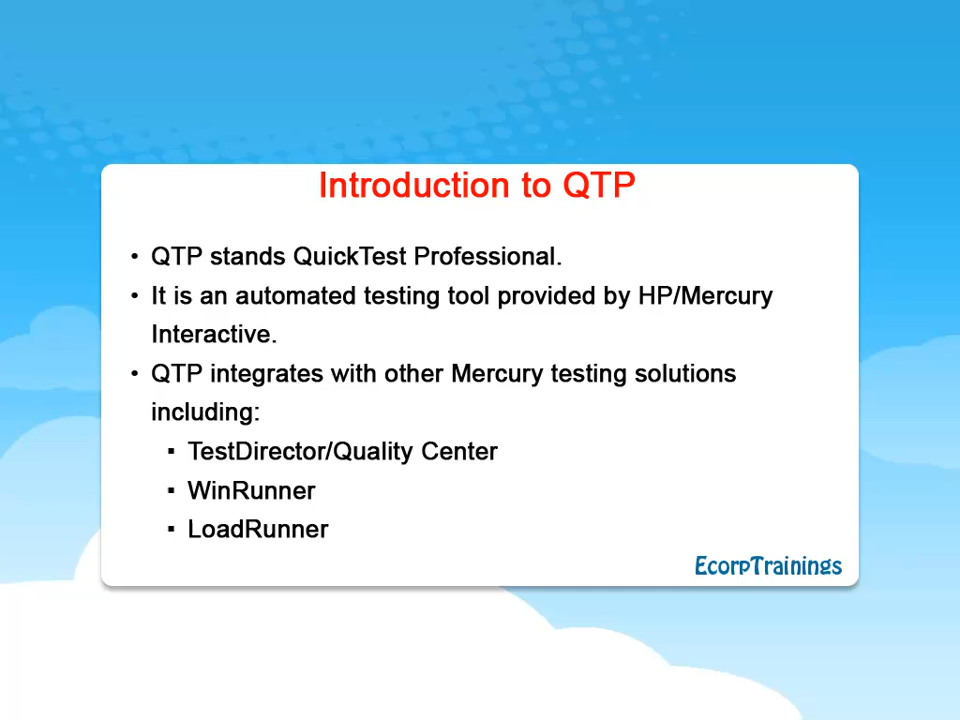 Introduction to QTP
• QTP stands QuickTest Professional.
• It is an automated testing tool provided by HP/Mercury
Interactive.
• QTP integrates with other Mercury testing solutions
including:
▪ TestDirector/Quality Center
▪ WinRunner
▪ LoadRunner
EcorpTrainings